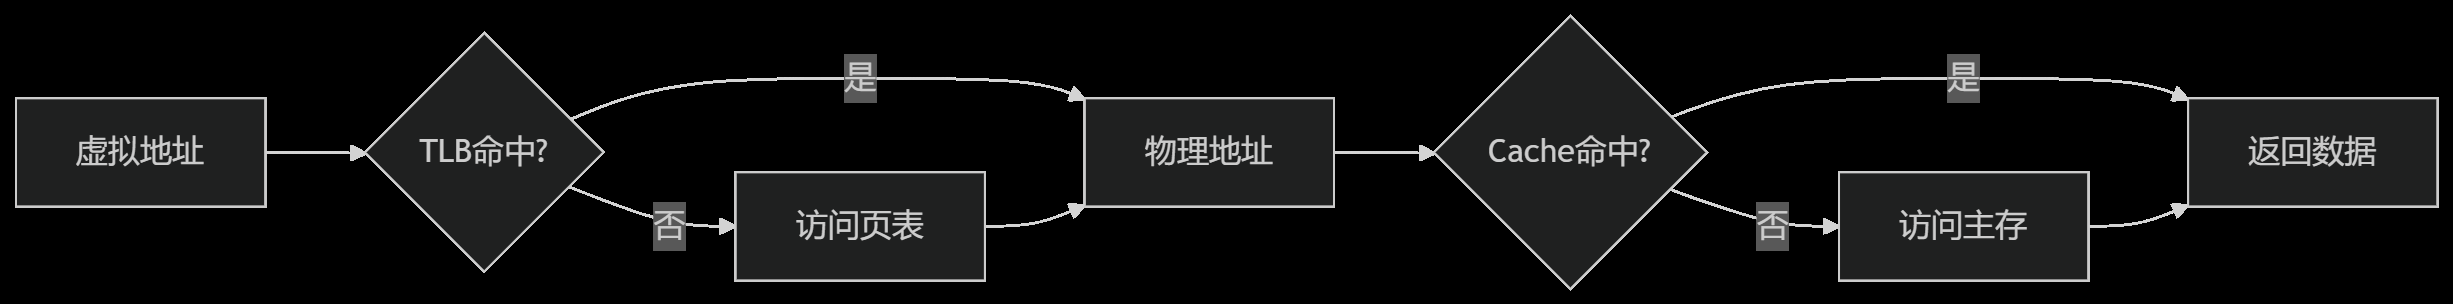 虚拟地址
TLB命中?
是
否
访问页表
物理地址
Cache命中?
是
否
访问主存
返回数据